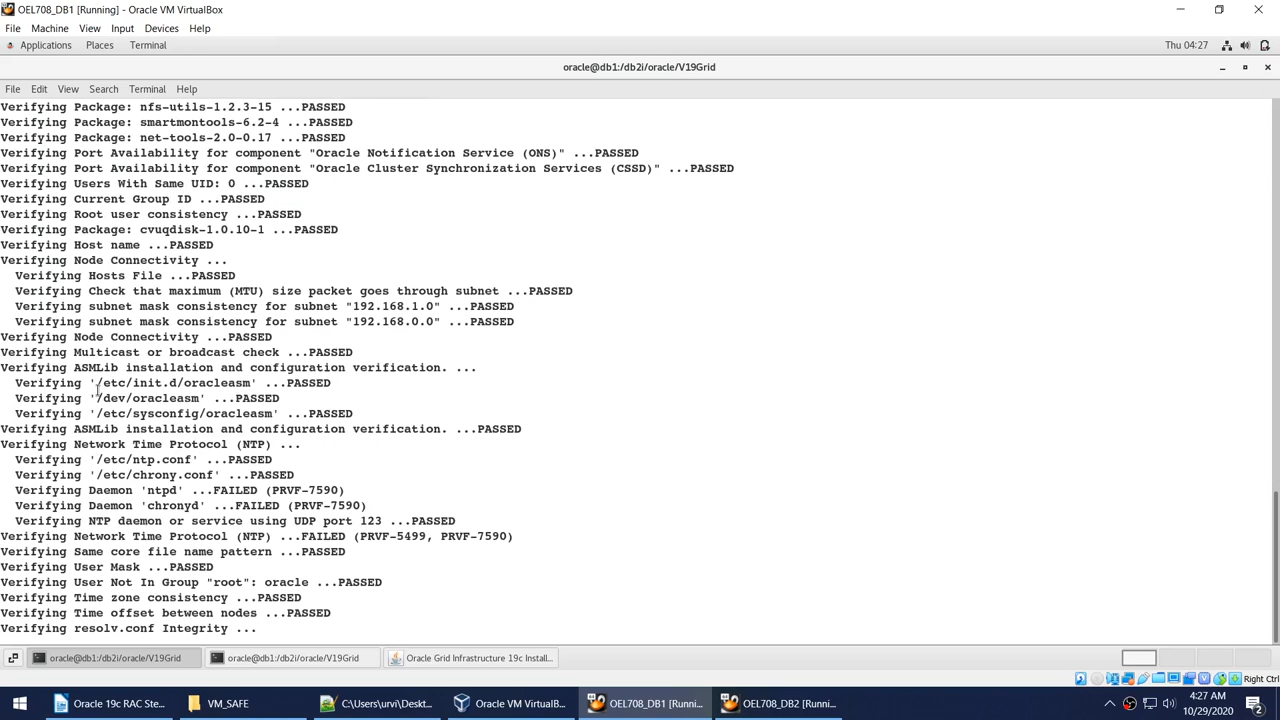 OEL708_DB1 [Running] - Oracle VM VirtualBox
File Machine View Input Devices Help
Applications Places Terminal Thu 04:27
oracle@db1:/db2i/oracle/V19Grid
File Edit View Search Terminal Help
Verifying Package: nfs-utils-1.2.3-15 ...PASSED
Verifying Package: smartmontools-6.2-4 ...PASSED
Verifying Package: net-tools-2.0-0.17 ...PASSED
Verifying Port Availability for component "Oracle Notification Service (ONS)" ...PASSED
Verifying Port Availability for component "Oracle Cluster Synchronization Services (CSSD)" ...PASSED
Verifying Users With Same UID: 0 ...PASSED
Verifying Current Group ID ...PASSED
Verifying Root user consistency ...PASSED
Verifying Package: cvuqdisk-1.0.10-1 ...PASSED
Verifying Host name ...PASSED
Verifying Node Connectivity ...
Verifying Hosts File ...PASSED
Verifying Check that maximum (MTU) size packet goes through subnet ...PASSED
Verifying subnet mask consistency for subnet "192.168.1.0" ...PASSED
Verifying subnet mask consistency for subnet "192.168.0.0" ...PASSED
Verifying Node Connectivity ...PASSED
Verifying Multicast or broadcast check ...PASSED
Verifying ASMLib installation and configuration verification. ...
Verifying '/etc/init.d/oracleasm' ...PASSED
Verifying '/dev/oracleasm' ...PASSED
Verifying '/etc/sysconfig/oracleasm' ...PASSED
Verifying ASMLib installation and configuration verification. ...PASSED
Verifying Network Time Protocol (NTP) ...
Verifying '/etc/ntp.conf' ...PASSED
Verifying '/etc/chrony.conf' ...PASSED
Verifying Daemon 'ntpd' ...FAILED (PRVF-7590)
Verifying Daemon 'chronyd' ...FAILED (PRVF-7590)
Verifying NTP daemon or service using UDP port 123 ...PASSED
Verifying Network Time Protocol (NTP) ...FAILED (PRVF-5499, PRVF-7590)
Verifying Same core file name pattern ...PASSED
Verifying User Mask ...PASSED
Verifying User Not In Group "root": oracle ...PASSED
Verifying Time zone consistency ...PASSED
Verifying Time offset between nodes ...PASSED
Verifying resolv.conf Integrity ...
oracle@db1:/db2i/oracle/V19Grid oracle@db1:/db2i/oracle/V19Grid Oracle Grid Infrastructure 19c Install...
Right Ctrl
Oracle 19c RAC Ste... VM_SAFE C:\Users\urvi\Deskt... Oracle VM VirtualB... OEL708_DB1 [Runni... OEL708_DB2 [Runni... 4:27 AM
10/29/2020 2